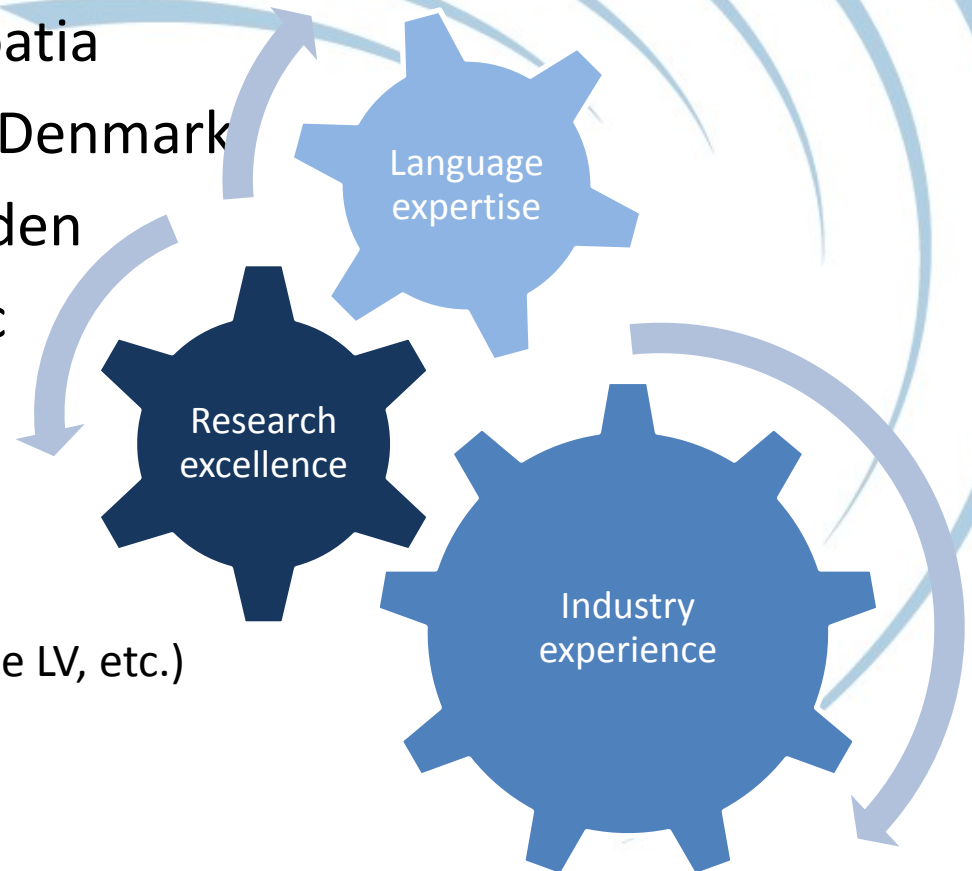 atia
Denmark
den
c
e LV, etc.)
Language
expertise
Research
excellence
Industry
experience